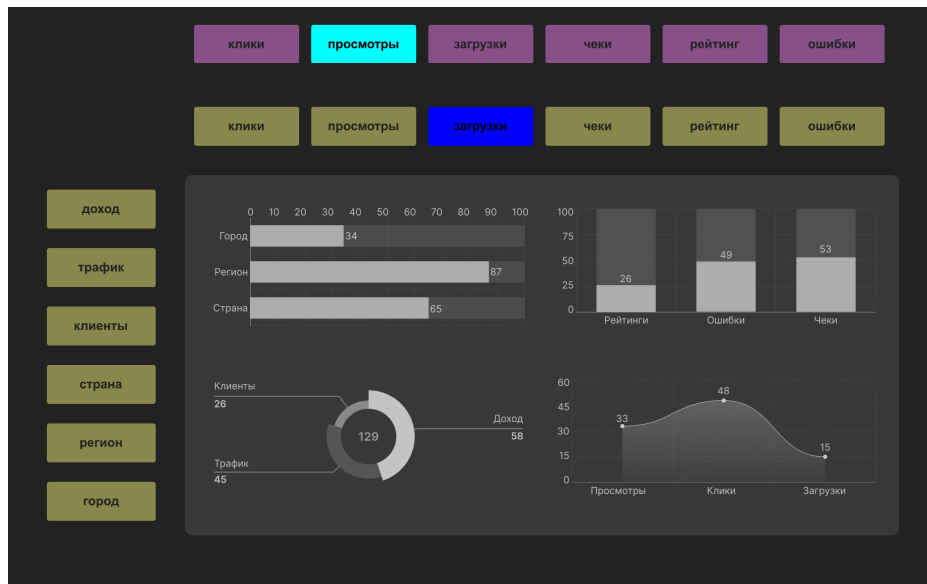 клики просмотры загрузки чеки рейтинг ошибки
клики просмотры загрузки чеки рейтинг ошибки
доход
трафик
клиенты
страна
регион
город
0 10 20 30 40 50 60 70 80 90 100
Город 34
Регион 87
Страна 65
100
75
50
25
0
26 49 53
Рейтинги Ошибки Чеки
Клиенты
26
Трафик
45
129
Доход
58
60
45
30
15
0
33 48 15
Просмотры Клики Загрузки